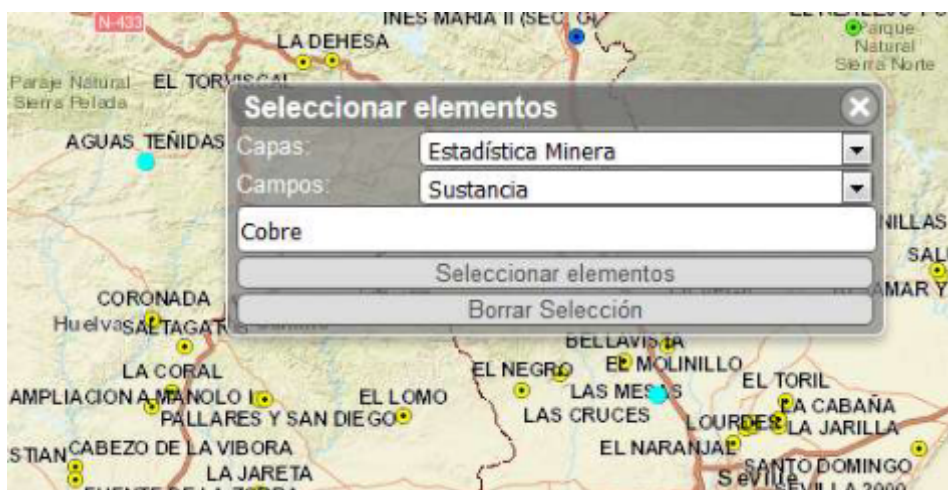 N-433
INES MARIA II (SEC
LA DEHESA
Parque
Natural
Sierra Norte
Paraje Natural
Sierra Pelada
EL
AGUAS TEÑIDAS
Seleccionar elementos
Capas:
Estadística Minera
Campos:
Sustancia
Cobre
Seleccionar elementos
Borrar Selección
NILLAS
SAL
AMAR Y
CORONADA
Huelva
BELLAVISTA
LA CORAL
EL NEGRO
EL MOLINILLO
EL TORIL
AMPLIACION A MANOLO I
EL LOMO
LAS MESAS
LA CABAÑA
PALLARES Y SAN DIEGO
LAS CRUCES
LOURDES
LA JARILLA
STIAN
CABEZO DE LA VIBORA
EL NARANJAL
LA JARETA
SANTO DOMINGO
Sevilla